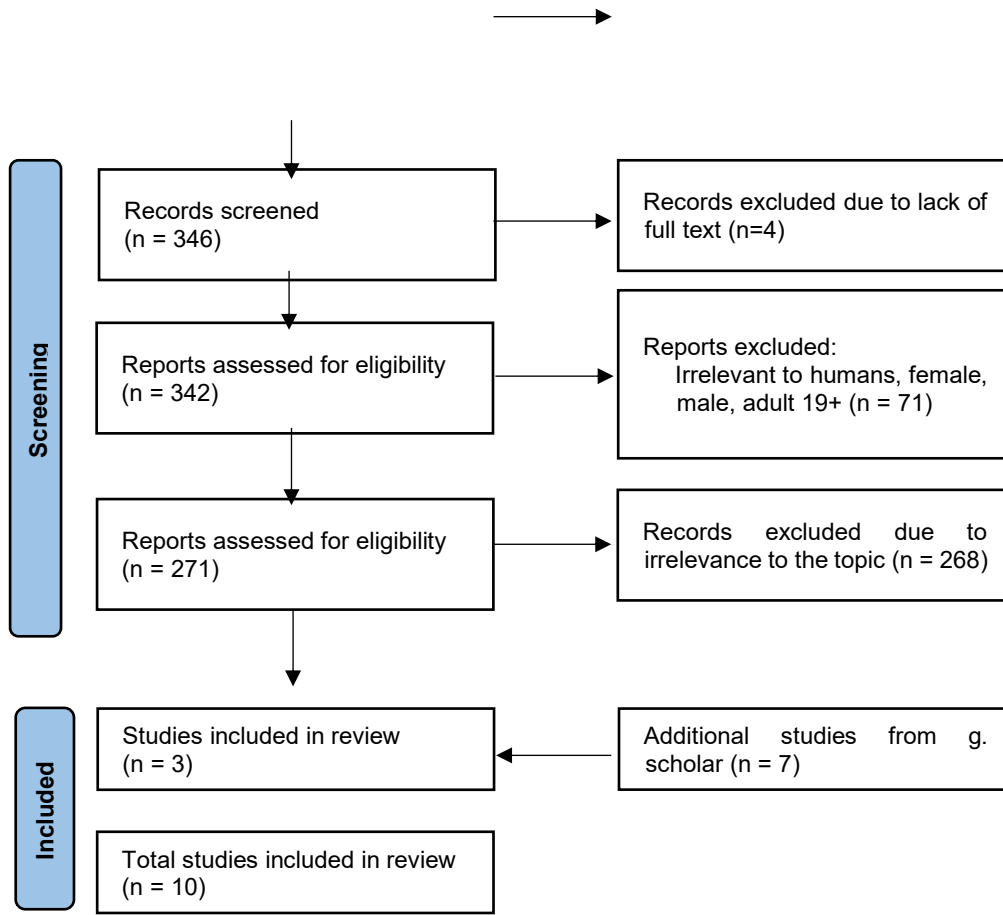 Screening
Records screened
(n = 346)
Records excluded due to lack of
full text (n=4)
Reports assessed for eligibility
(n = 342)
Reports excluded:
Irrelevant to humans, female,
male, adult 19+ (n = 71)
Reports assessed for eligibility
(n = 271)
Records excluded due to
irrelevance to the topic (n = 268)
Included
Studies included in review
(n = 3)
Additional studies from g.
scholar (n = 7)
Total studies included in review
(n = 10)